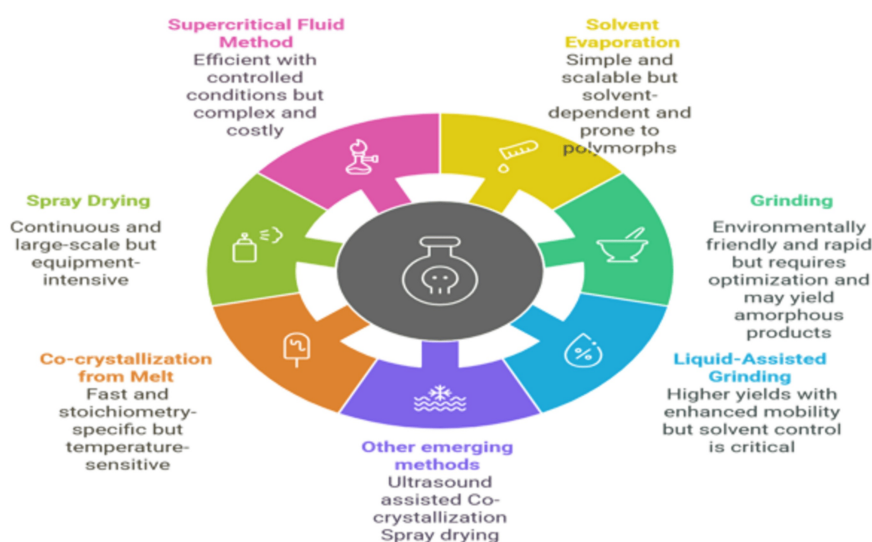 Supercritical Fluid
Method
Efficient with
controlled
conditions but
complex and
costly
Solvent
Evaporation
Simple and
scalable but
solvent-
dependent and
prone to
polymorphs
Spray Drying
Continuous and
large-scale but
equipment-
intensive
Grinding
Environmentally
friendly and rapid
but requires
optimization and
may yield
amorphous
products
Co-crystallization
from Melt
Fast and
stoichiometry-
specific but
temperature-
sensitive
Liquid-Assisted
Grinding
Higher yields with
enhanced mobility
but solvent control
is critical
Other emerging
methods
Ultrasound
assisted Co-
crystallization
Spray drying
%